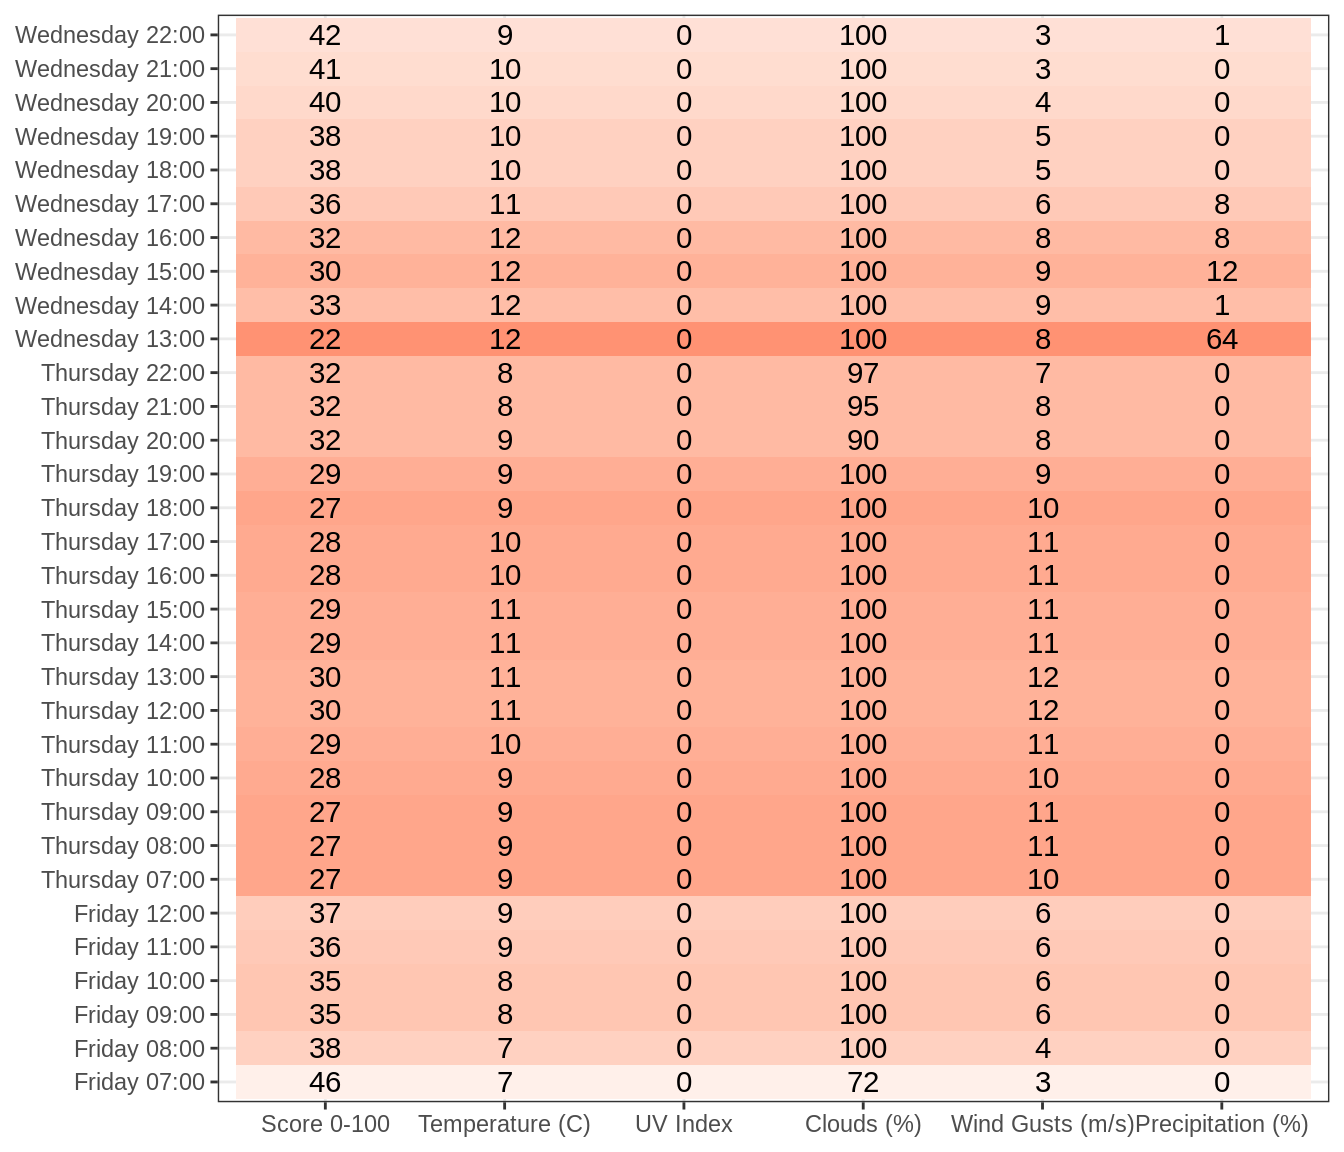 Wednesday 22:00 42 9 0 100 3 1
Wednesday 21:00 41 10 0 100 3 0
Wednesday 20:00 40 10 0 100 4 0
Wednesday 19:00 38 10 0 100 5 0
Wednesday 18:00 38 10 0 100 5 0
Wednesday 17:00 36 11 0 100 6 8
Wednesday 16:00 32 12 0 100 8 8
Wednesday 15:00 30 12 0 100 9 12
Wednesday 14:00 33 12 0 100 9 1
Wednesday 13:00 22 12 0 100 8 64
Thursday 22:00 32 8 0 97 7 0
Thursday 21:00 32 8 0 95 8 0
Thursday 20:00 32 9 0 90 8 0
Thursday 19:00 29 9 0 100 9 0
Thursday 18:00 27 9 0 100 10 0
Thursday 17:00 28 10 0 100 11 0
Thursday 16:00 28 10 0 100 11 0
Thursday 15:00 29 11 0 100 11 0
Thursday 14:00 29 11 0 100 11 0
Thursday 13:00 30 11 0 100 12 0
Thursday 12:00 30 11 0 100 12 0
Thursday 11:00 29 10 0 100 11 0
Thursday 10:00 28 9 0 100 10 0
Thursday 09:00 27 9 0 100 11 0
Thursday 08:00 27 9 0 100 11 0
Thursday 07:00 27 9 0 100 10 0
Friday 12:00 37 9 0 100 6 0
Friday 11:00 36 9 0 100 6 0
Friday 10:00 35 8 0 100 6 0
Friday 09:00 35 8 0 100 6 0
Friday 08:00 38 7 0 100 4 0
Friday 07:00 46 7 0 72 3 0
Score 0-100 Temperature (C) UV Index Clouds (%) Wind Gusts (m/s) Precipitation (%)